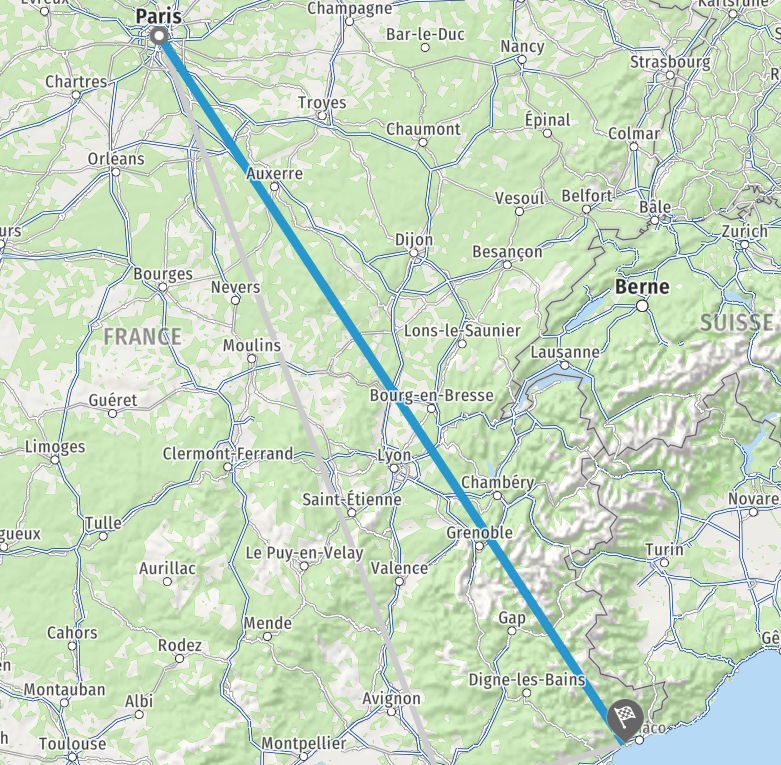 Évreux
Paris
Champagne
Karlsruhe
Bar-le-Duc
Nancy
Strasbourg
Chartres
Troyes
Épinal
Chaumont
Colmar
Orléans
Auxerre
Vesoul
Belfort
Bâle
urs
Dijon
Besançon
Zurich
Bourges
Nevers
Berne
FRANCE
Lons-le-Saunier
SUISSE
Moulins
Lausanne
Guéret
Bourg-en-Bresse
Limoges
Clermont-Ferrand
Lyon
Chambéry
Saint-Étienne
Novare
Tulle
gueux
Grenoble
Le Puy-en-Velay
Turin
Aurillac
Valence
Mende
Gap
Cahors
Gê
Rodez
en
Digne-les-Bains
Montauban
Albi
Avignon
aco
Toulouse
Montpellier